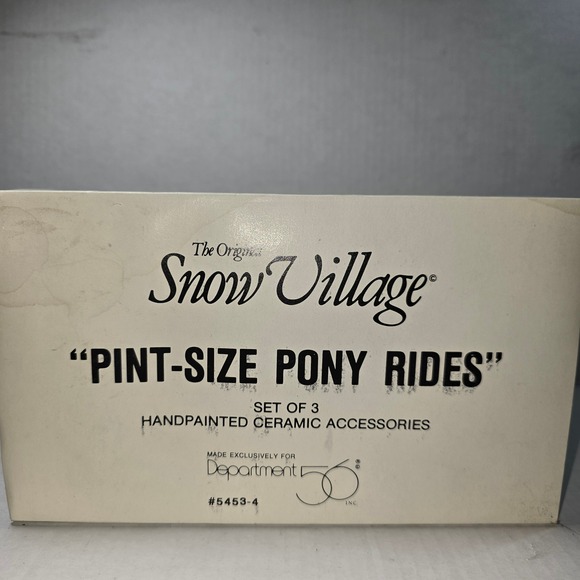 The Original
Snow Village©
"PINT-SIZE PONY RIDES"
SET OF 3
HANDPAINTED CERAMIC ACCESSORIES
MADE EXCLUSIVELY FOR
Department 56®©
INC.
#5453-4